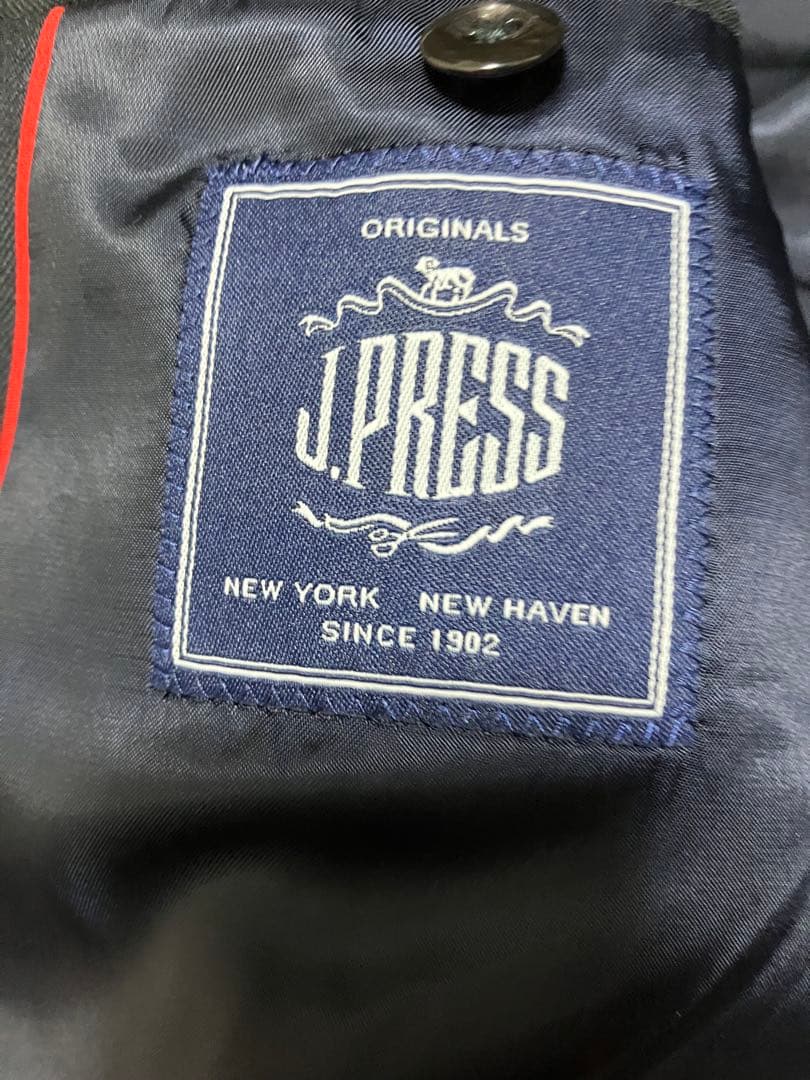 ORIGINALS
J.PRESS
NEW YORK NEW HAVEN
SINCE 1902